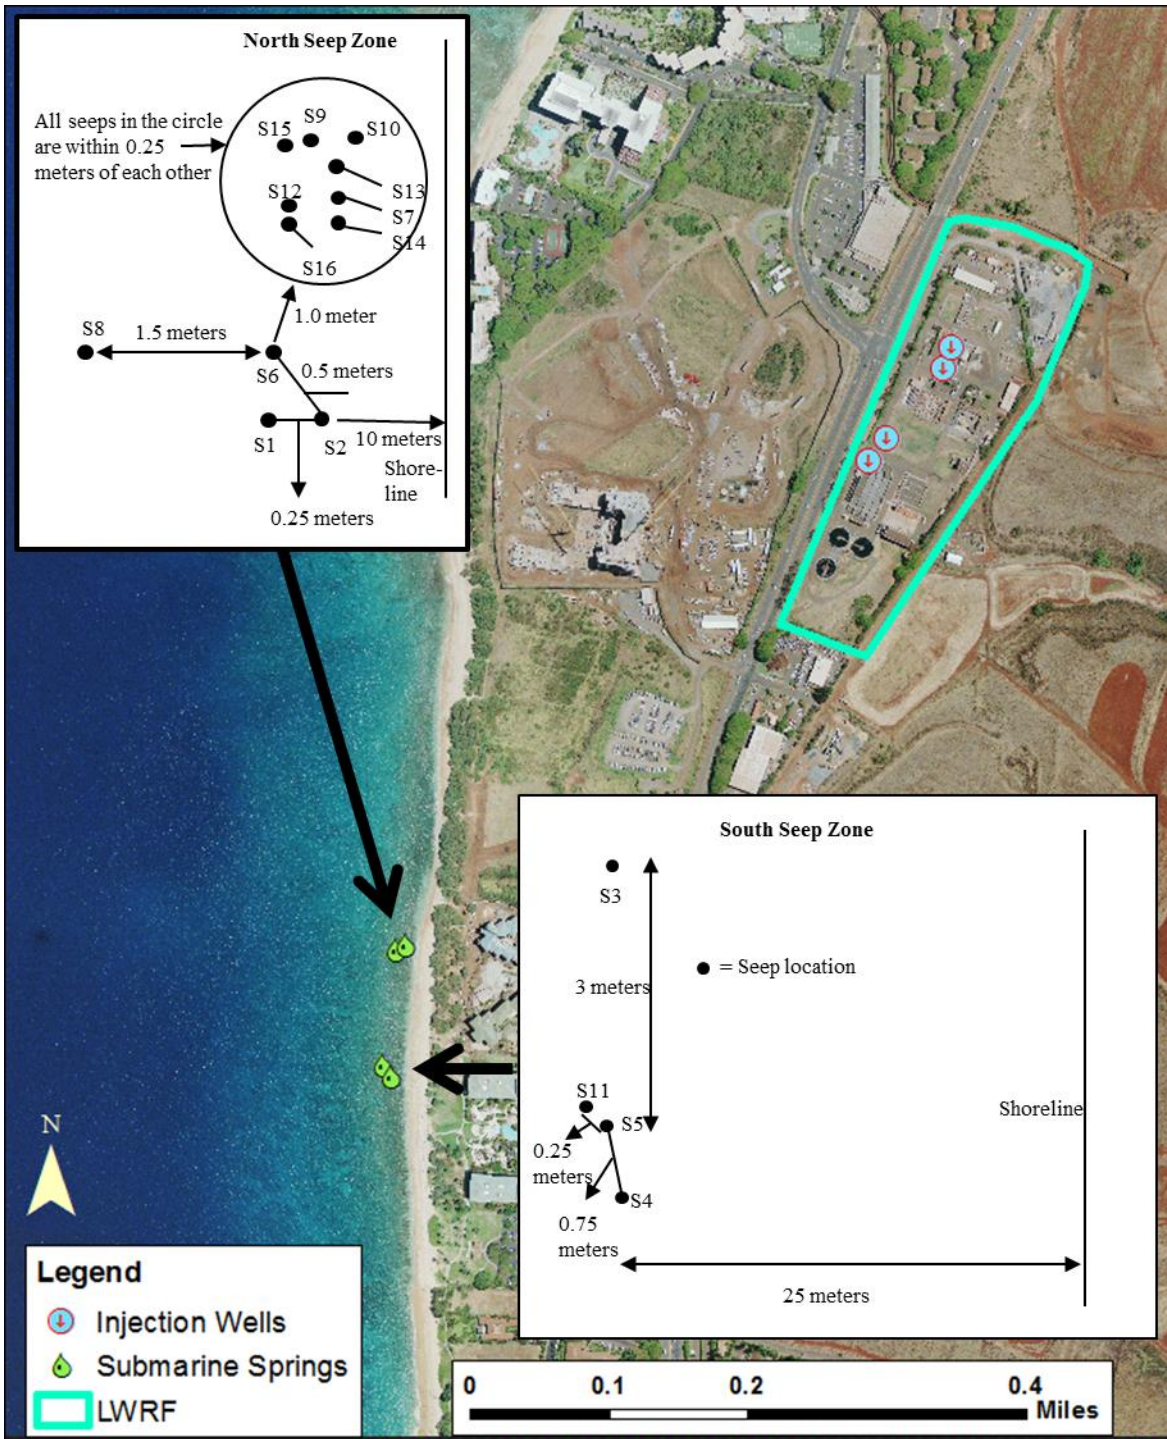 North Seep Zone
All seeps in the circle
are within 0.25
meters of each other
S15
S9
S10
S12
S13
S7
S14
S16
1.0 meter
S8
1.5 meters
S6
0.5 meters
S1
S2
10 meters
Shore-
line
0.25 meters
South Seep Zone
S3
= Seep location
3 meters
S11
S5
Shoreline
0.25
meters
S4
0.75
meters
25 meters
N
Legend
Injection Wells
Submarine Springs
LWRF
0 0.1 0.2 0.4
Miles